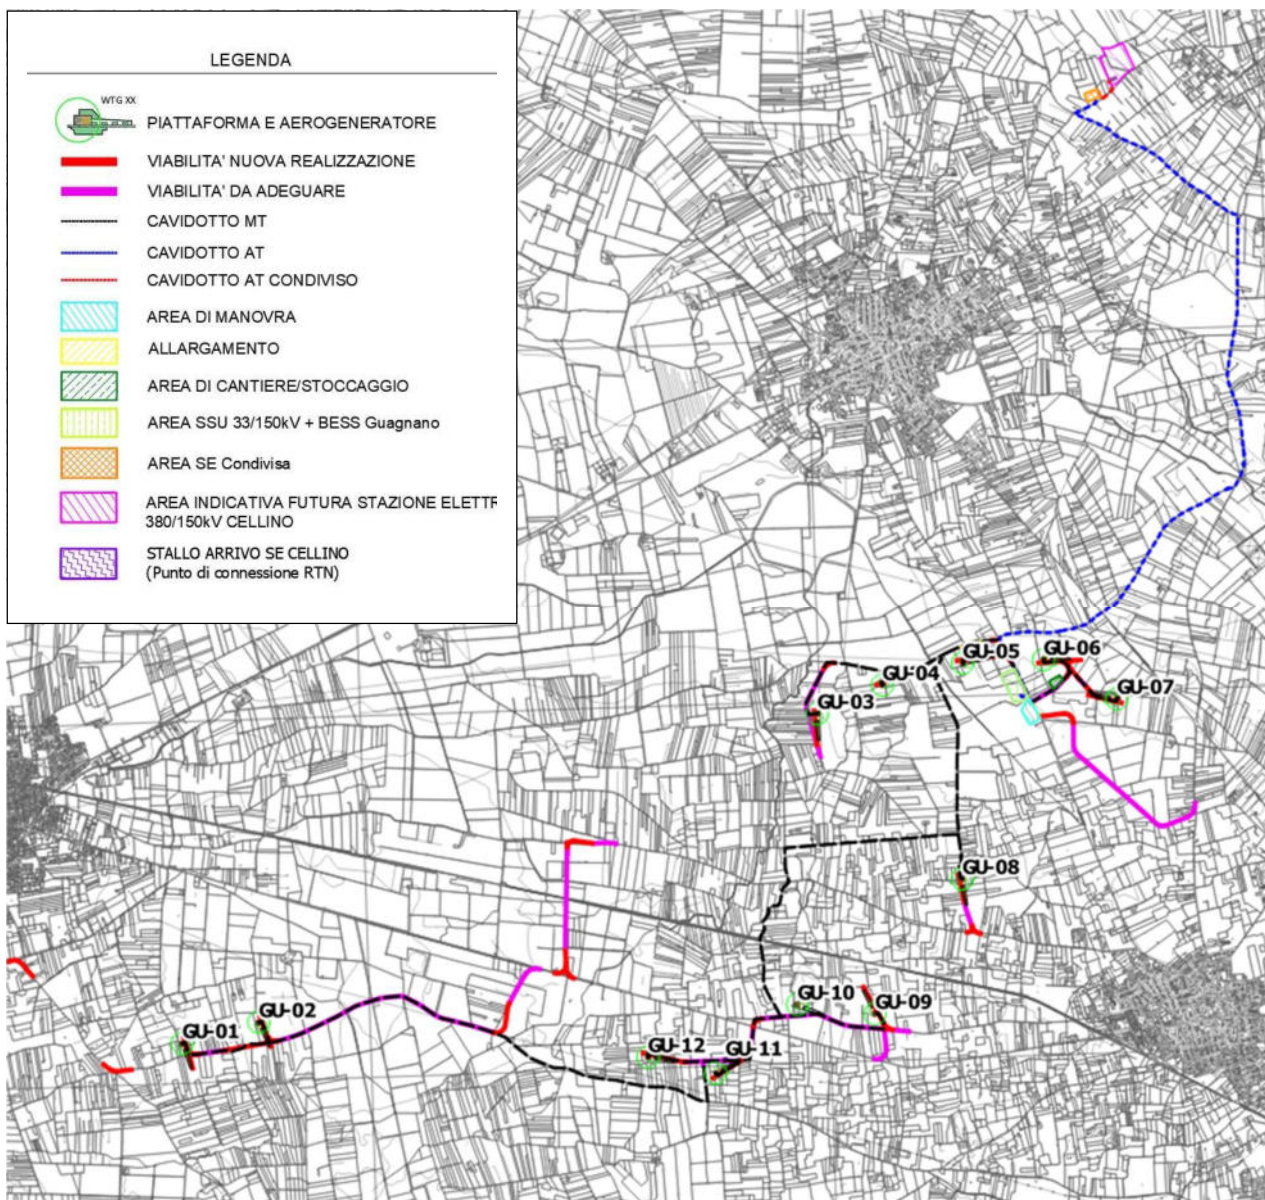 LEGENDA
WTG XX
PIATTAFORMA E AEROGENERATORE
VIABILITA' NUOVA REALIZZAZIONE
VIABILITA' DA ADEGUARE
CAVIDOTTO MT
CAVIDOTTO AT
CAVIDOTTO AT CONDIVISO
AREA DI MANOVRA
ALLARGAMENTO
AREA DI CANTIERE/STOCCAGGIO
AREA SSU 33/150kV + BESS Guagnano
AREA SE Condivisa
AREA INDICATIVA FUTURA STAZIONE ELETTR
380/150kV CELLINO
STALLO ARRIVO SE CELLINO
(Punto di connessione RTN)
GU-05
GU-06
GU-04
GU-07
GU-03
GU-08
GU-10
GU-09
GU-02
GU-01
GU-12
GU-11